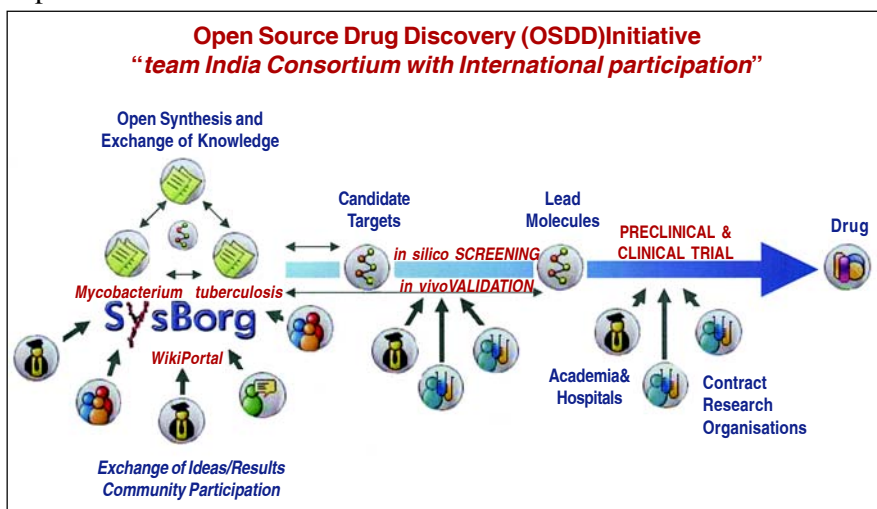 Open Source Drug Discovery (OSDD)Initiative
“team India Consortium with International participation”
Open Synthesis and
Exchange of Knowledge
Candidate
Targets
Lead
Molecules
PRECLINICAL &
CLINICAL TRIAL
Drug
in silico SCREENING
in vivoVALIDATION
Mycobacterium tuberculosis
SysBorg
WikiPortal
Academia&
Hospitals
Contract
Research
Organisations
Exchange of Ideas/Results
Community Participation